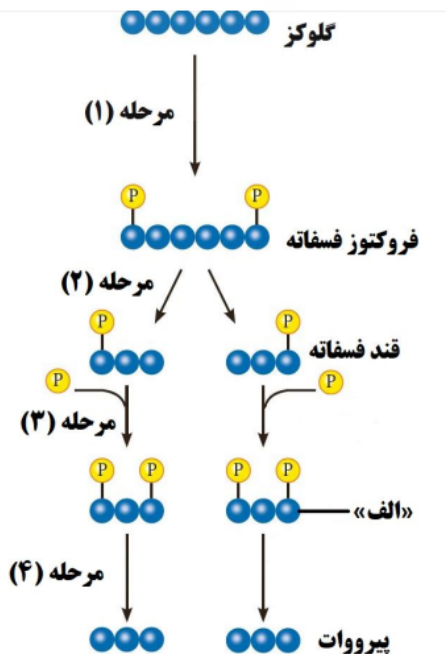 گلوکز
مرحله (۱)
P P
فروکتوز فسفاته
مرحله (۲)
P P
قند فسفاته
P P
مرحله (۳)
P P P P
«الف»
مرحله (۴)
پیرووات